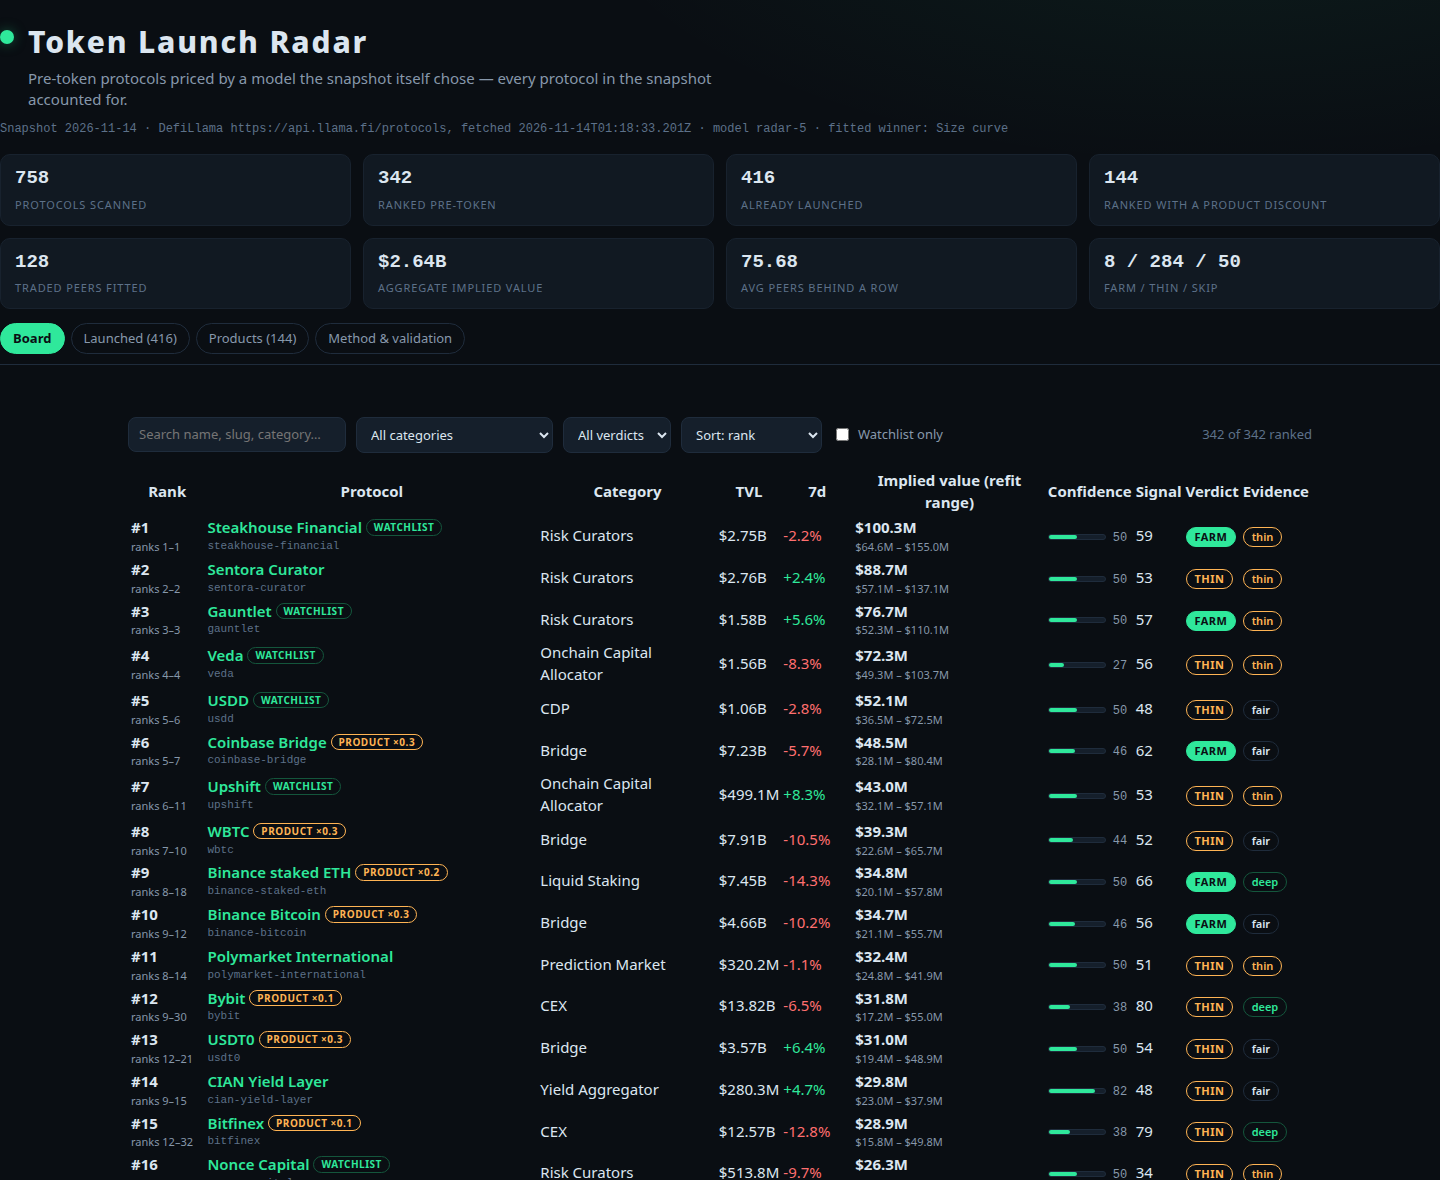 Token Launch Radar
Pre-token protocols priced by a model the snapshot itself chose — every protocol in the snapshot
accounted for.
Snapshot 2026-11-14 · DefiLlama https://api.llama.fi/protocols, fetched 2026-11-14T01:18:33.201Z · model radar-5 · fitted winner: Size curve
758 342 416 144
PROTOCOLS SCANNED RANKED PRE-TOKEN ALREADY LAUNCHED RANKED WITH A PRODUCT DISCOUNT
128 $2.64B 75.68 8 / 284 / 50
TRADED PEERS FITTED AGGREGATE IMPLIED VALUE AVG PEERS BEHIND A ROW FARM / THIN / SKIP
Board Launched (416) Products (144) Method & validation
Search name, slug, category... All categories All verdicts Sort: rank Watchlist only 342 of 342 ranked
Rank Protocol Category TVL 7d Implied value (refit range) Confidence Signal Verdict Evidence
#1 Steakhouse Financial WATCHLIST Risk Curators $2.75B -2.2% $100.3M 50 59 FARM thin
ranks 1–1 steakhouse-financial $64.6M – $155.0M
#2 Sentora Curator Risk Curators $2.76B +2.4% $88.7M 50 53 THIN thin
ranks 2–2 sentora-curator $57.1M – $137.1M
#3 Gauntlet WATCHLIST Risk Curators $1.58B +5.6% $76.7M 50 57 FARM thin
ranks 3–3 gauntlet $52.3M – $110.1M
#4 Veda WATCHLIST Onchain Capital Allocator $1.56B -8.3% $72.3M 27 56 THIN thin
ranks 4–4 veda $49.3M – $103.7M
#5 USDD WATCHLIST CDP $1.06B -2.8% $52.1M 50 48 THIN fair
ranks 5–6 usdd $36.5M – $72.5M
#6 Coinbase Bridge PRODUCT ×0.3 Bridge $7.23B -5.7% $48.5M 46 62 FARM fair
ranks 5–7 coinbase-bridge $28.1M – $80.4M
#7 Upshift WATCHLIST Onchain Capital Allocator $499.1M +8.3% $43.0M 50 53 THIN thin
ranks 6–11 upshift $32.1M – $57.1M
#8 WBTC PRODUCT ×0.3 Bridge $7.91B -10.5% $39.3M 44 52 THIN fair
ranks 7–10 wbtc $22.6M – $65.7M
#9 Binance staked ETH PRODUCT ×0.2 Liquid Staking $7.45B -14.3% $34.8M 50 66 FARM deep
ranks 8–18 binance-staked-eth $20.1M – $57.8M
#10 Binance Bitcoin PRODUCT ×0.3 Bridge $4.66B -10.2% $34.7M 46 56 FARM fair
ranks 9–12 binance-bitcoin $21.1M – $55.7M
#11 Polymarket International Prediction Market $320.2M -1.1% $32.4M 50 51 THIN thin
ranks 8–14 polymarket-international $24.8M – $41.9M
#12 Bybit PRODUCT ×0.1 CEX $13.82B -6.5% $31.8M 38 80 THIN deep
ranks 9–30 bybit $17.2M – $55.0M
#13 USDT0 PRODUCT ×0.3 Bridge $3.57B +6.4% $31.0M 50 54 THIN fair
ranks 12–21 usdt0 $19.4M – $48.9M
#14 CIAN Yield Layer Yield Aggregator $280.3M +4.7% $29.8M 82 48 THIN fair
ranks 9–15 cian-yield-layer $23.0M – $37.9M
#15 Bitfinex PRODUCT ×0.1 CEX $12.57B -12.8% $28.9M 38 79 THIN deep
ranks 12–32 bitfinex $15.8M – $49.8M
#16 Nonce Capital WATCHLIST Risk Curators $513.8M -9.7% $26.3M 50 34 THIN thin